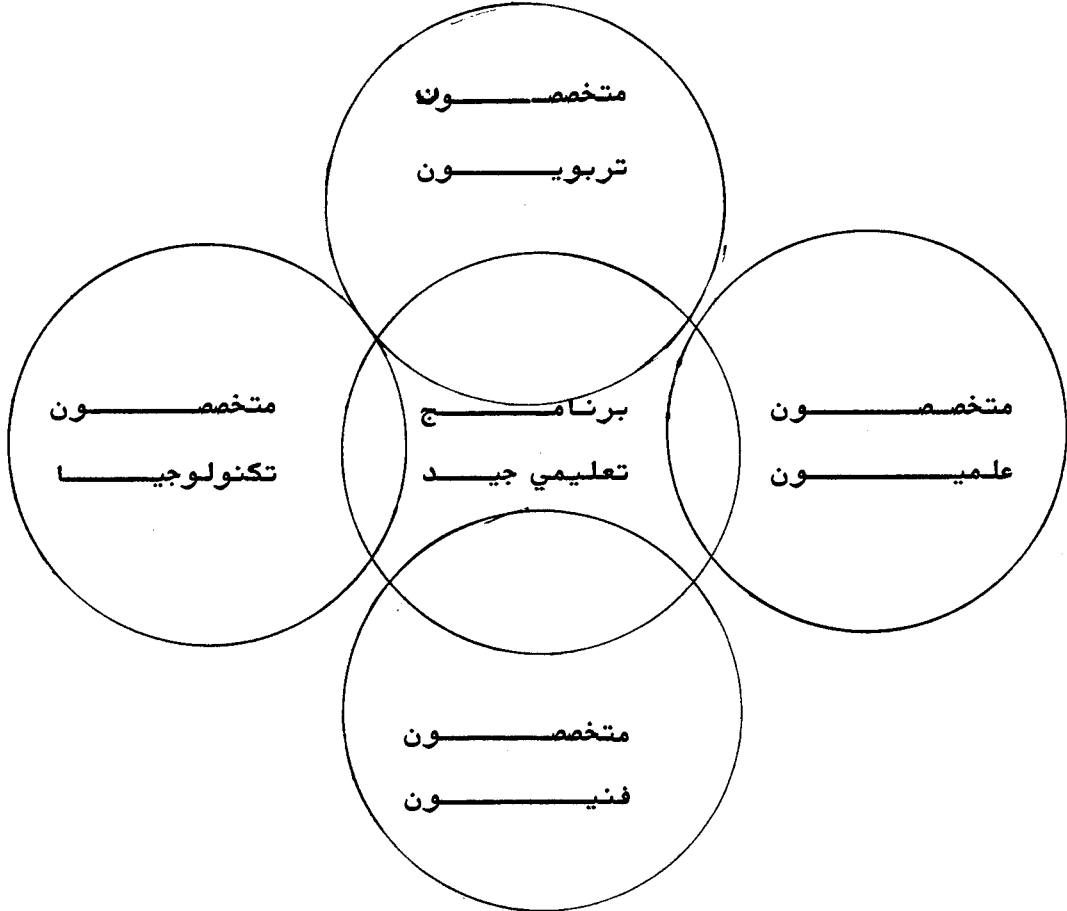 متخصصون
تربويون
متخصصون
علميون
برنامج
تعليمي جيد
متخصصون
تكنولوجيا
متخصصون
فنيون